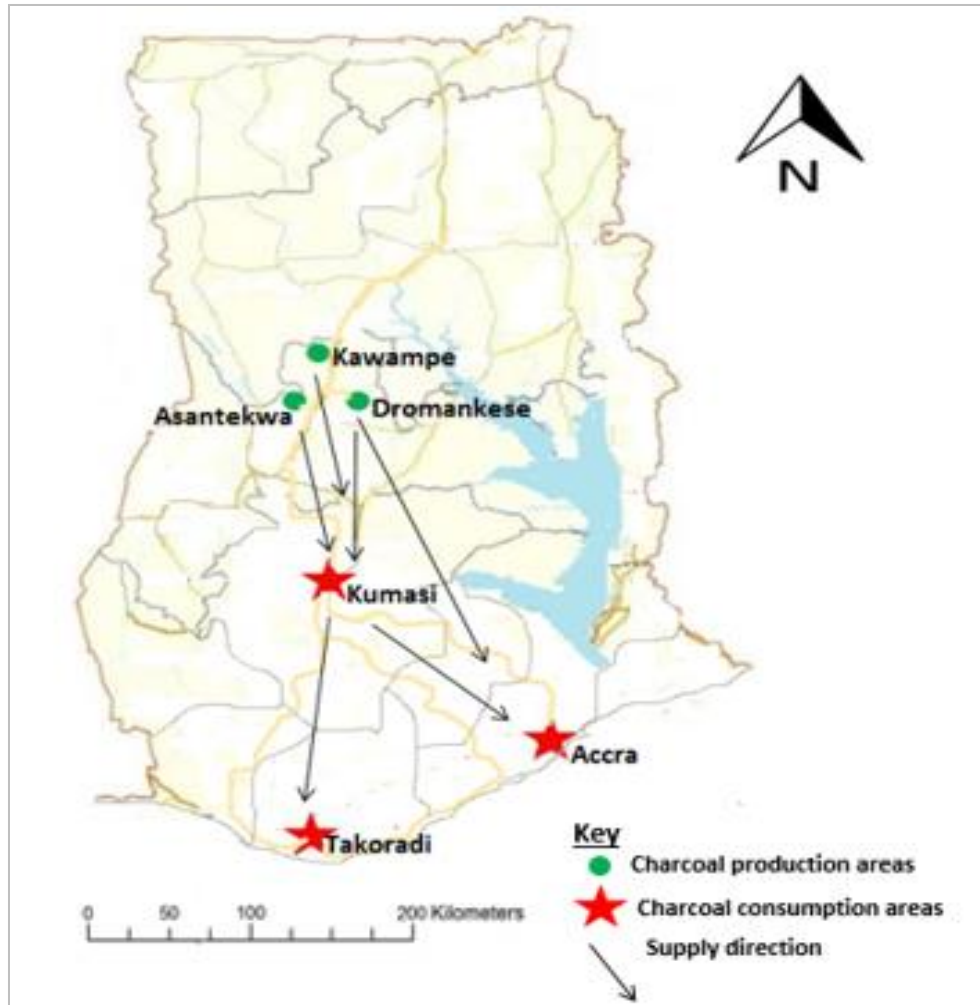 N
Kawampe
Asantekwa
Dromankese
Kumasi
Accra
Takoradi
Key
Charcoal production areas
Charcoal consumption areas
Supply direction
0 50 100 200 Kilometers